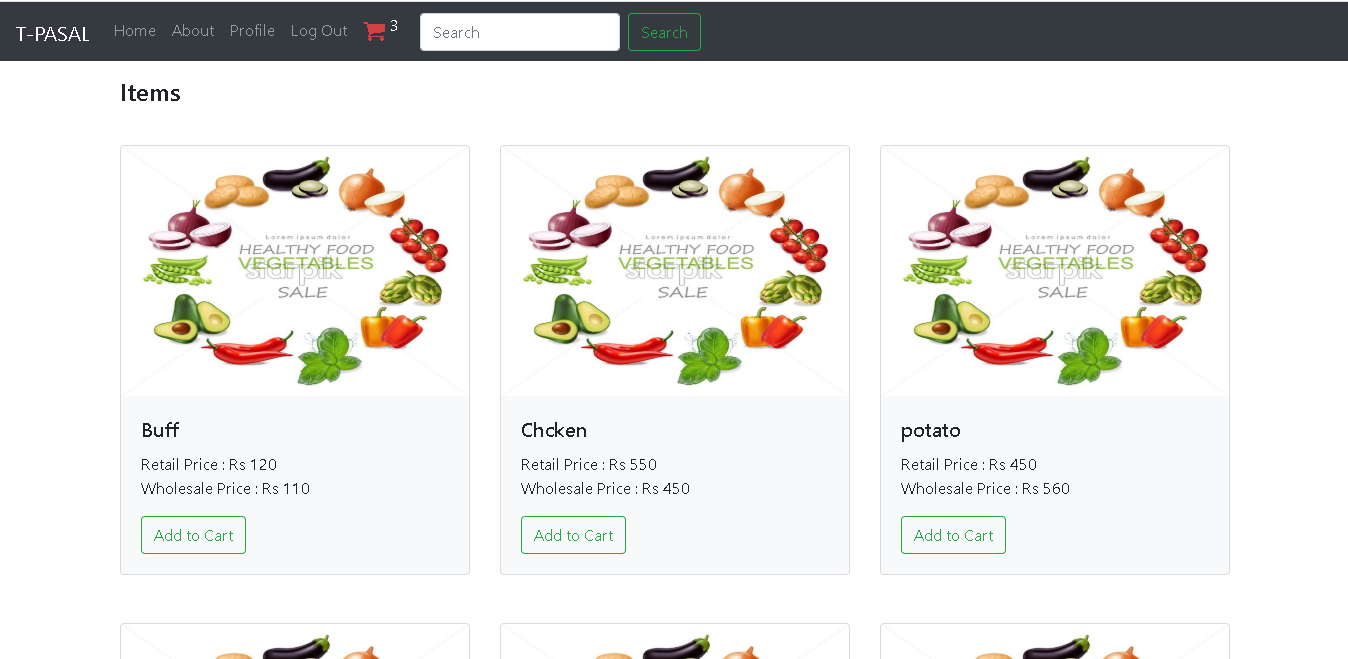 T-PASAL Home About Profile Log Out 3 Search Search
Items
Lorem ipsum dolor
HEALTHY FOOD
VEGETABLES
SALE
Lorem ipsum dolor
HEALTHY FOOD
VEGETABLES
SALE
Lorem ipsum dolor
HEALTHY FOOD
VEGETABLES
SALE
Buff
Retail Price : Rs 120
Wholesale Price : Rs 110
Add to Cart
Chcken
Retail Price : Rs 550
Wholesale Price : Rs 450
Add to Cart
potato
Retail Price : Rs 450
Wholesale Price : Rs 560
Add to Cart